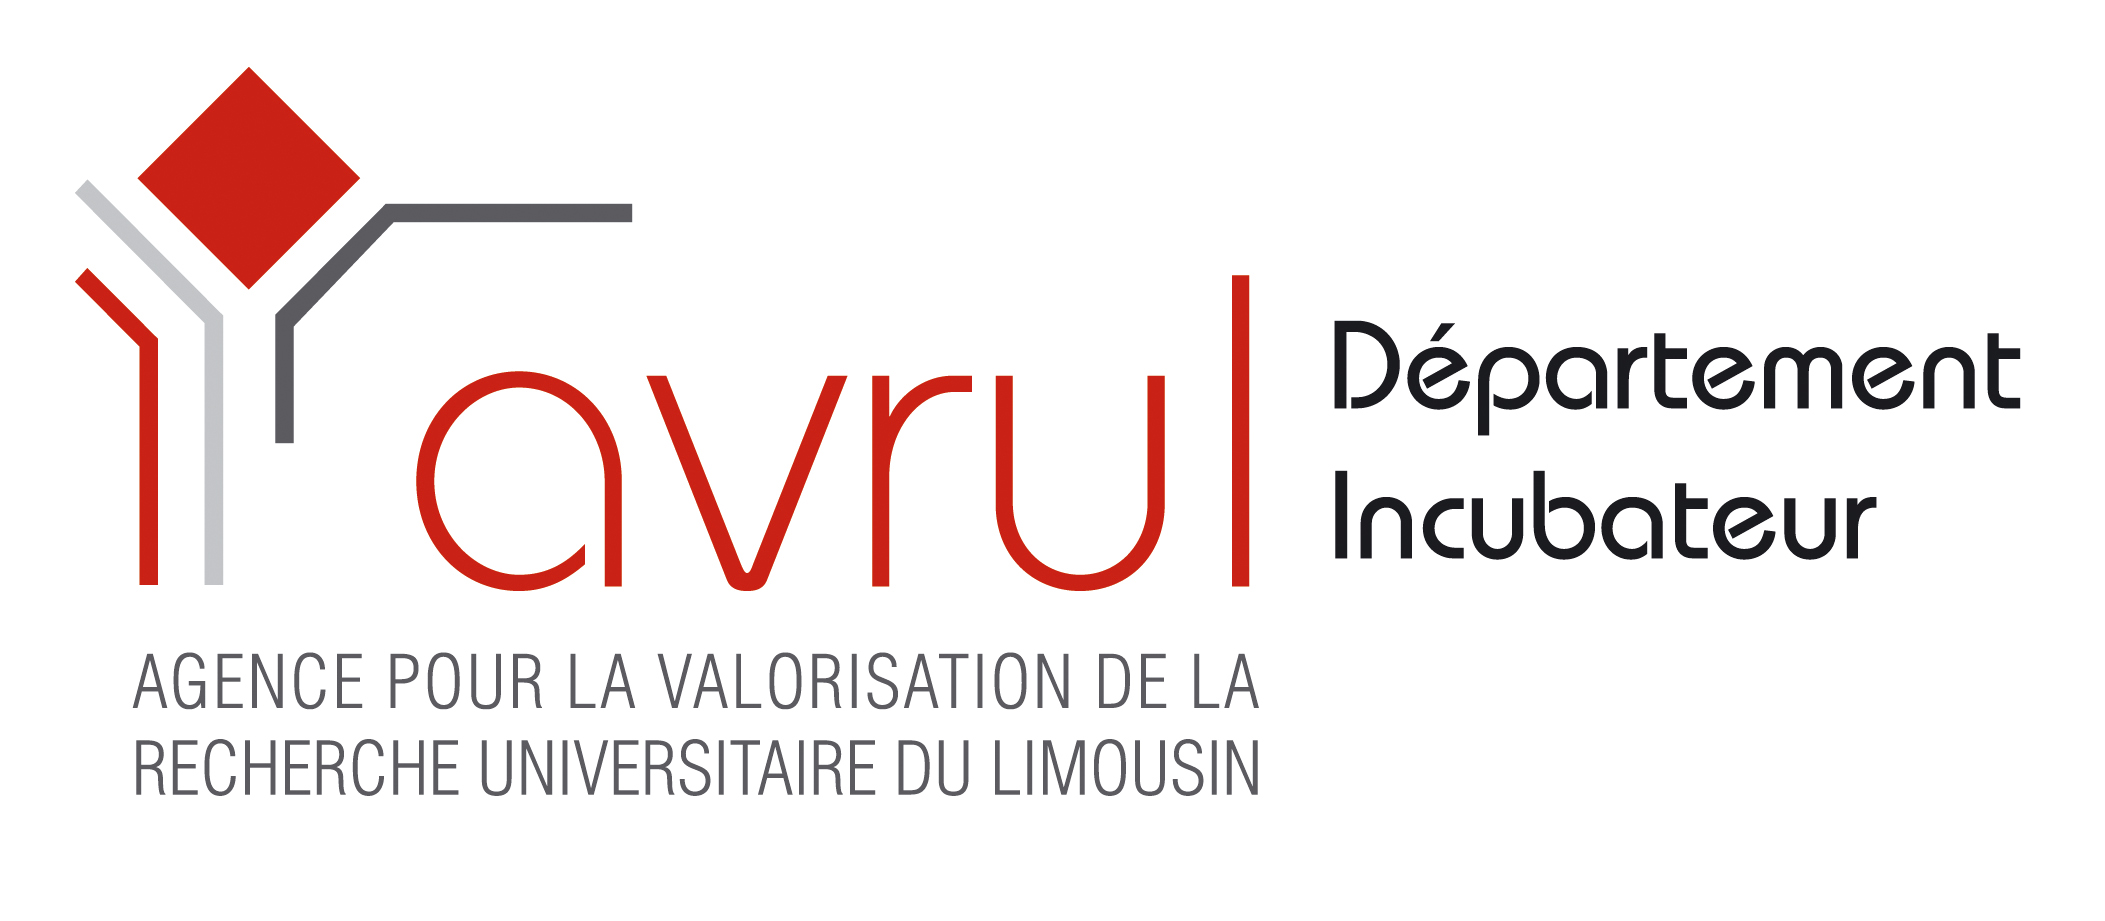 avrul
Département
Incubateur
AGENCE POUR LA VALORISATION DE LA
RECHERCHE UNIVERSITAIRE DU LIMOUSIN